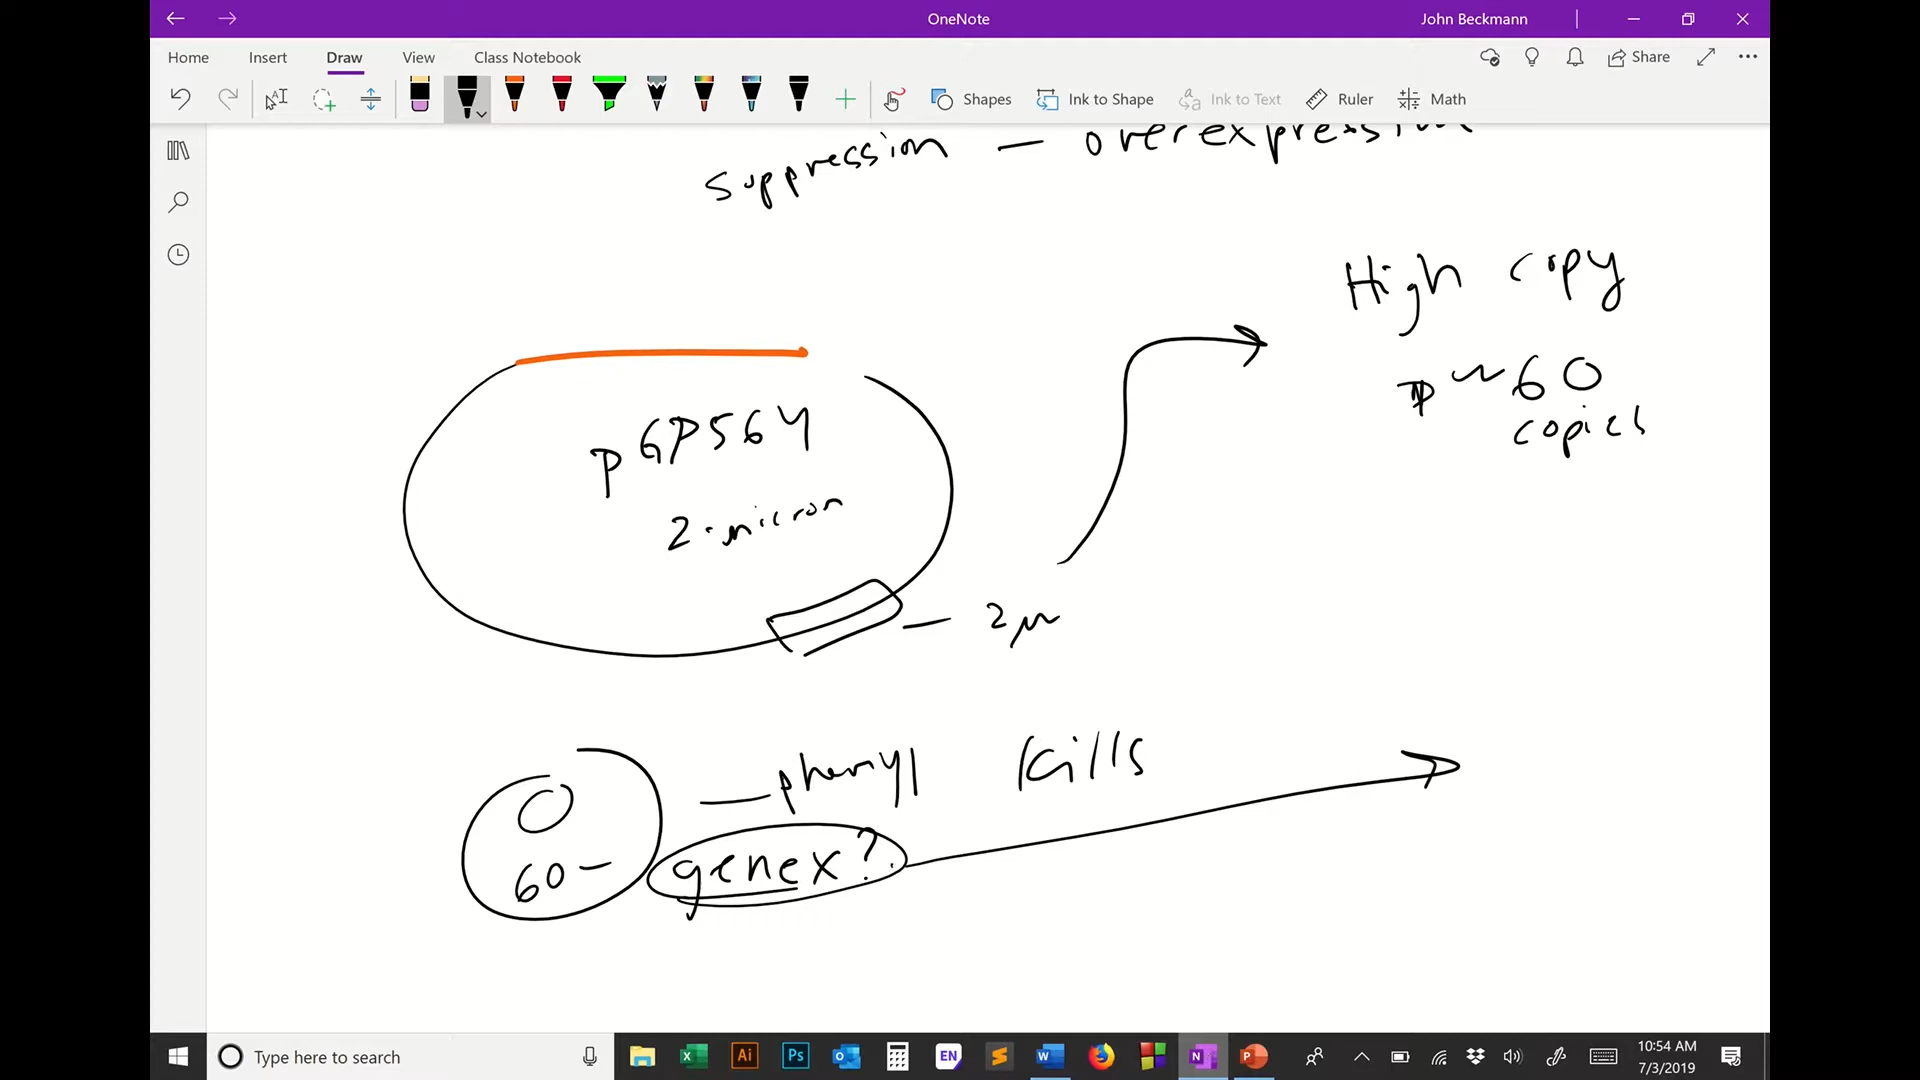 OneNote
John Beckmann
Home Insert Draw View Class Notebook
Share
Shapes
Ink to Shape
Ink to Text
Ruler
Math
suppression — overexpression
High copy
~60
copies
pGP564
2-micron
2μ
phenyl kills
60 -
genex?
Type here to search
EN
10:54 AM
7/3/2019